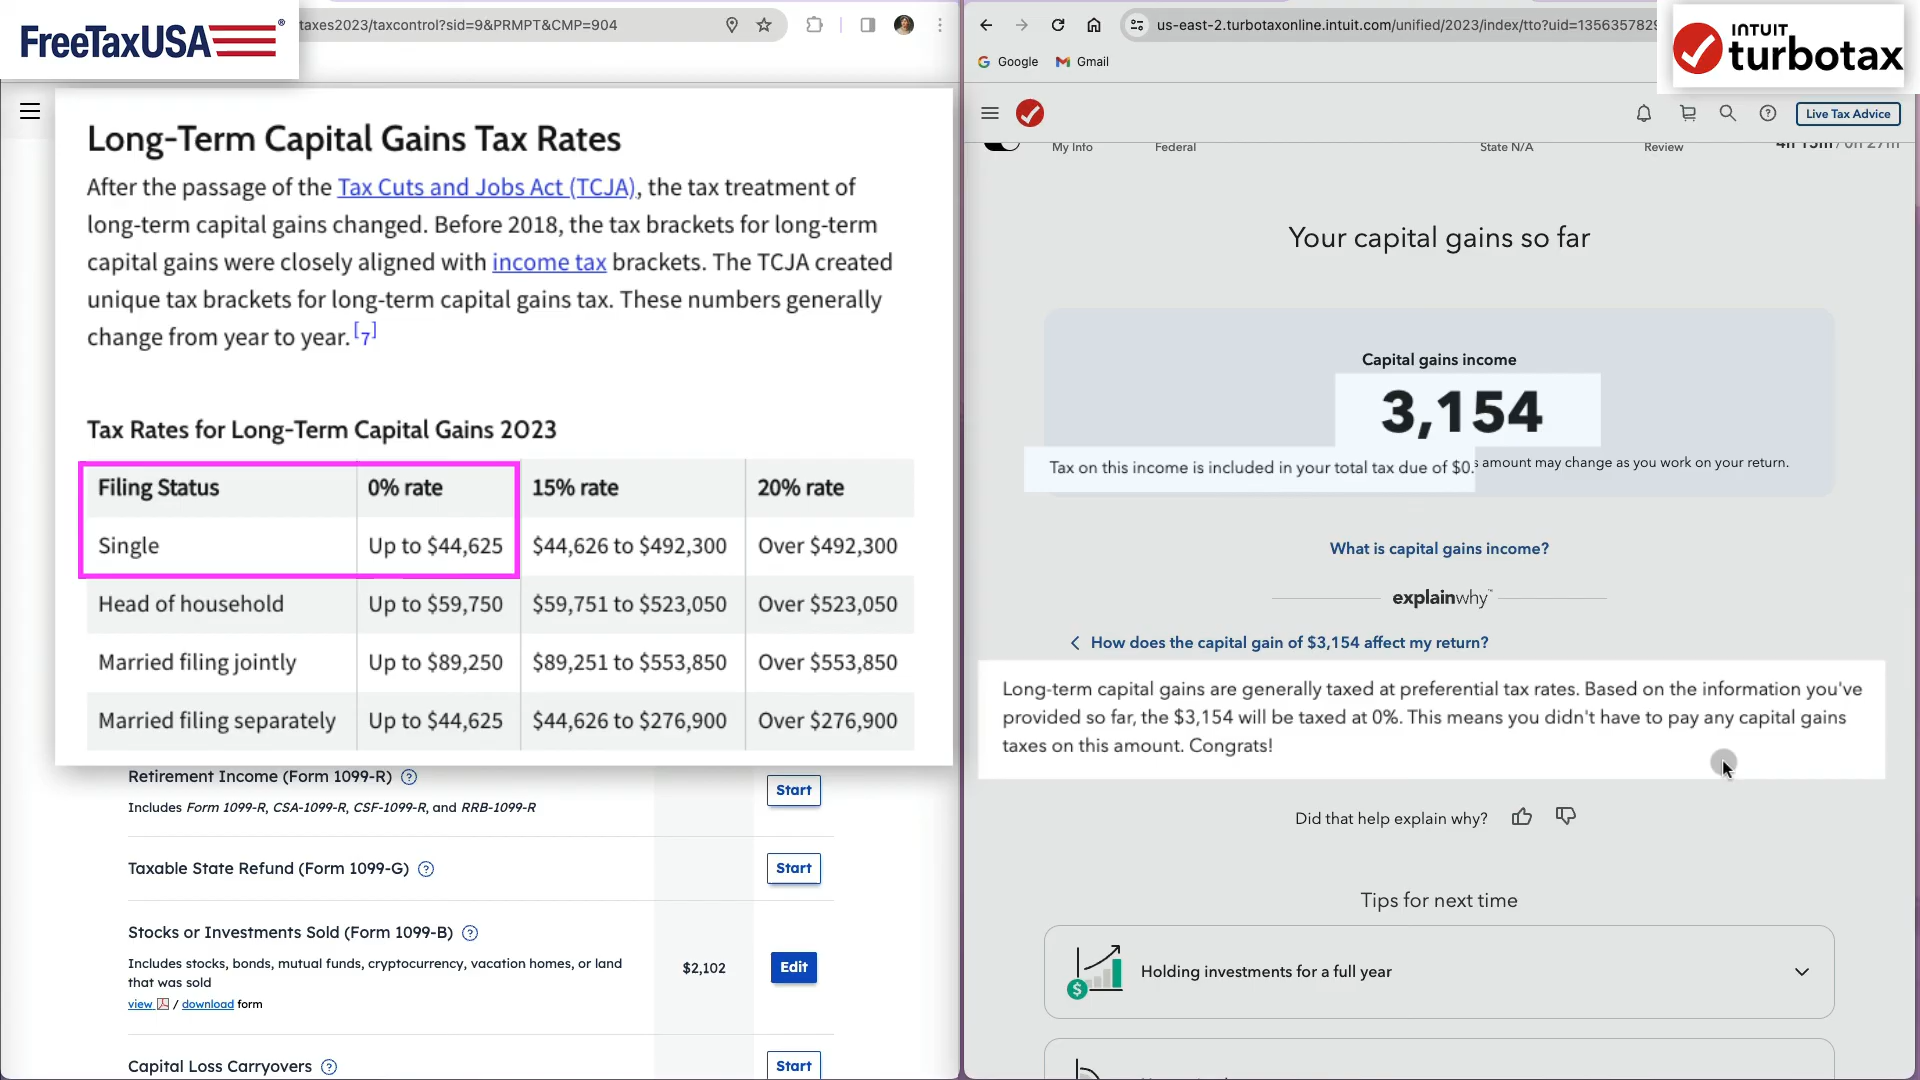 FreeTaxUSA®
taxes2023/taxcontrol?sid=9&PRMPT&CMP=904
Long-Term Capital Gains Tax Rates
After the passage of the Tax Cuts and Jobs Act (TCJA), the tax treatment of
long-term capital gains changed. Before 2018, the tax brackets for long-term
capital gains were closely aligned with income tax brackets. The TCJA created
unique tax brackets for long-term capital gains tax. These numbers generally
change from year to year.[7]
Tax Rates for Long-Term Capital Gains 2023
Filing Status 0% rate 15% rate 20% rate
Single Up to $44,625 $44,626 to $492,300 Over $492,300
Head of household Up to $59,750 $59,751 to $523,050 Over $523,050
Married filing jointly Up to $89,250 $89,251 to $553,850 Over $553,850
Married filing separately Up to $44,625 $44,626 to $276,900 Over $276,900
Retirement Income (Form 1099-R) ?
Includes Form 1099-R, CSA-1099-R, CSF-1099-R, and RRB-1099-R
Start
Taxable State Refund (Form 1099-G) ?
Start
Stocks or Investments Sold (Form 1099-B) ?
Includes stocks, bonds, mutual funds, cryptocurrency, vacation homes, or land
that was sold
view / download form
$2,102
Edit
Capital Loss Carryovers ?
Start
us-east-2.turbotaxonline.intuit.com/unified/2023/index/tto?uid=1356357829
INTUIT
turbotax
Google Gmail
Live Tax Advice
My Info Federal State N/A Review
Your capital gains so far
Capital gains income
3,154
Tax on this income is included in your total tax due of $0.
amount may change as you work on your return.
What is capital gains income?
explainwhy™
How does the capital gain of $3,154 affect my return?
Long-term capital gains are generally taxed at preferential tax rates. Based on the information you've
provided so far, the $3,154 will be taxed at 0%. This means you didn't have to pay any capital gains
taxes on this amount. Congrats!
Did that help explain why?
Tips for next time
Holding investments for a full year